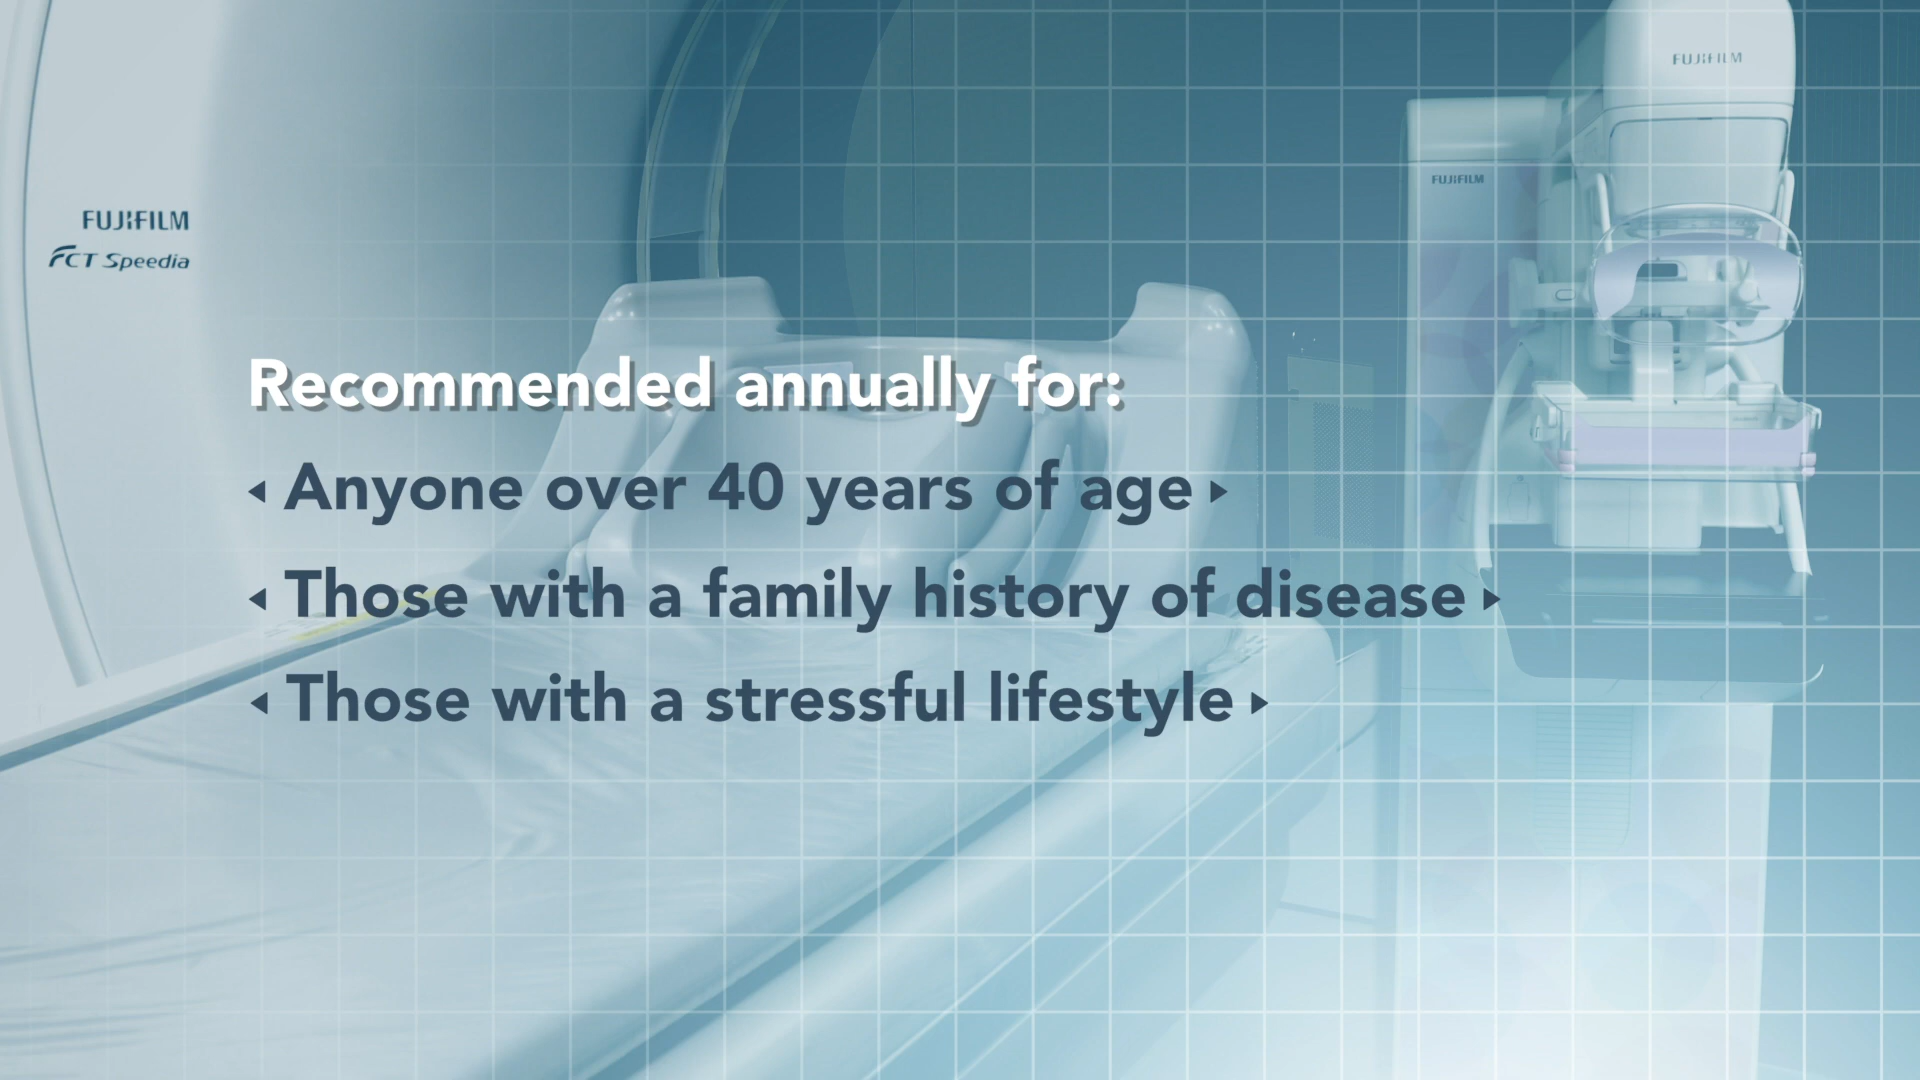 FUJIFILM
FUJIFILM
FUJIFILM
FCT Speedia
Recommended annually for:
Anyone over 40 years of age
Those with a family history of disease
Those with a stressful lifestyle